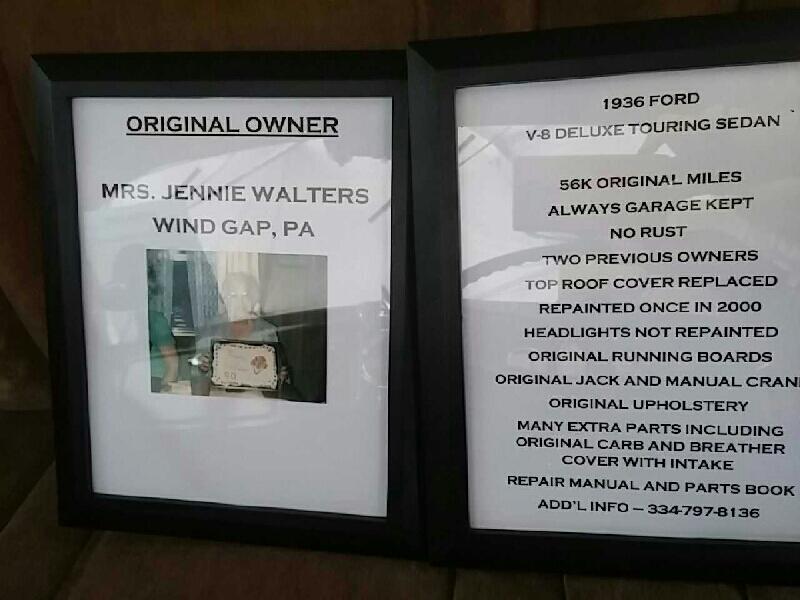 ORIGINAL OWNER
MRS. JENNIE WALTERS
WIND GAP, PA
90
1936 FORD
V-8 DELUXE TOURING SEDAN
56K ORIGINAL MILES
ALWAYS GARAGE KEPT
NO RUST
TWO PREVIOUS OWNERS
TOP ROOF COVER REPLACED
REPAINTED ONCE IN 2000
HEADLIGHTS NOT REPAINTED
ORIGINAL RUNNING BOARDS
ORIGINAL JACK AND MANUAL CRAN
ORIGINAL UPHOLSTERY
MANY EXTRA PARTS INCLUDING
ORIGINAL CARB AND BREATHER
COVER WITH INTAKE
REPAIR MANUAL AND PARTS BOOK
ADD'L INFO – 334-797-8136